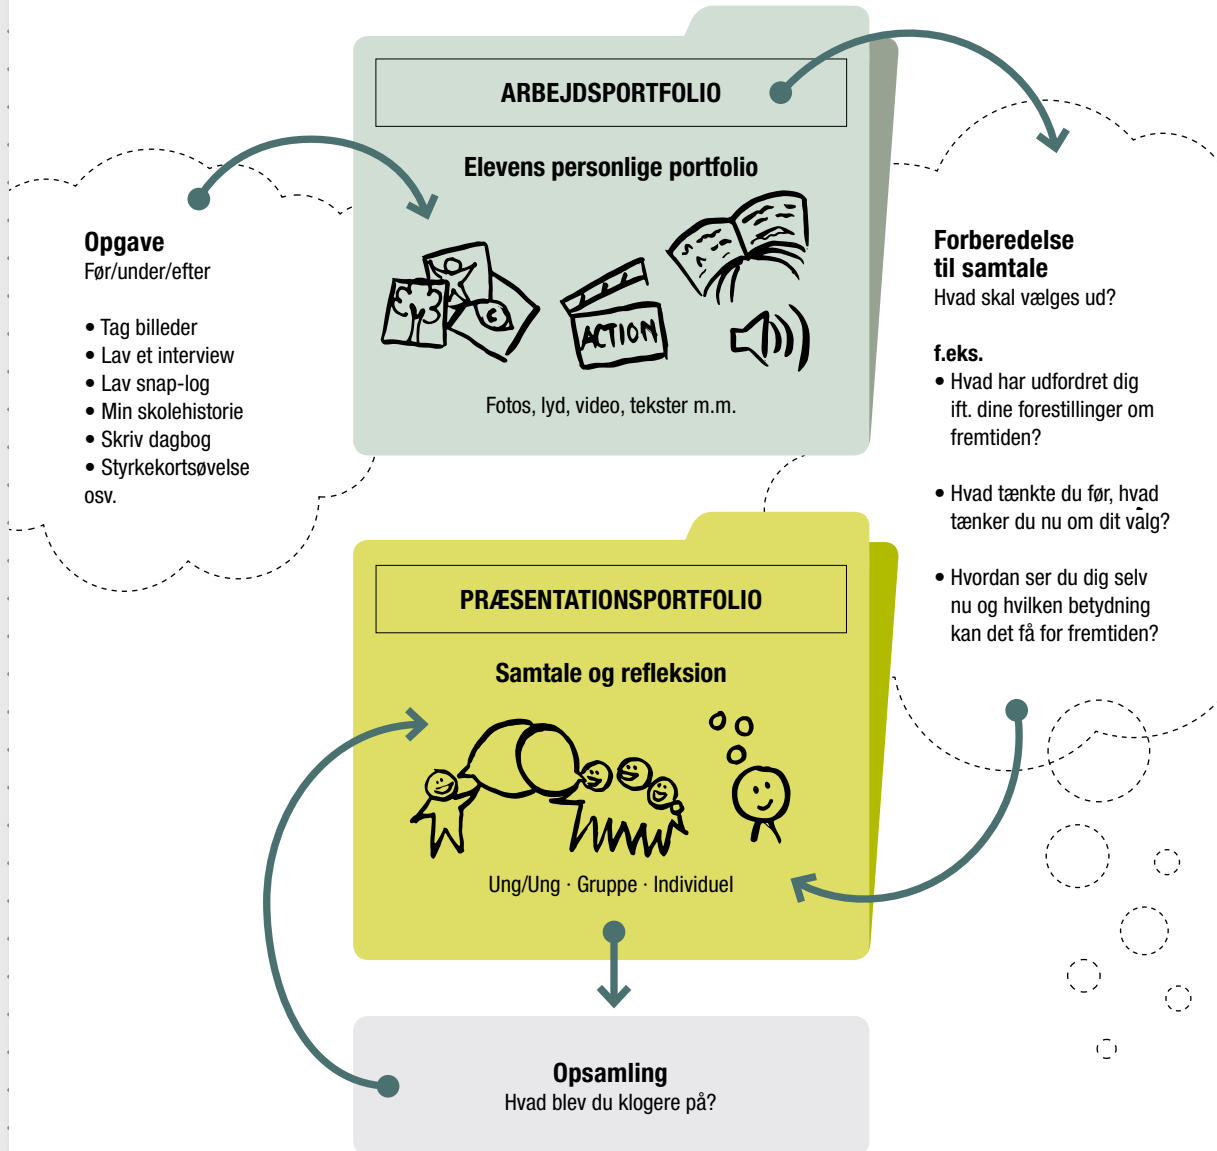 ARBEJDSPORTFOLIO
Elevens personlige portfolio
ACTION
Fotos, lyd, video, tekster m.m.
Opgave
Før/under/efter
• Tag billeder
• Lav et interview
• Lav snap-log
• Min skolehistorie
• Skriv dagbog
• Styrkekortsøvelse
osv.
Forberedelse
til samtale
Hvad skal vælges ud?
f.eks.
• Hvad har udfordret dig
ift. dine forestillinger om
fremtiden?
• Hvad tænkte du før, hvad
tænker du nu om dit valg?
• Hvordan ser du dig selv
nu og hvilken betydning
kan det få for fremtiden?
PRÆSENTATIONSPORTFOLIO
Samtale og refleksion
Ung/Ung · Gruppe · Individuel
Opsamling
Hvad blev du klogere på?